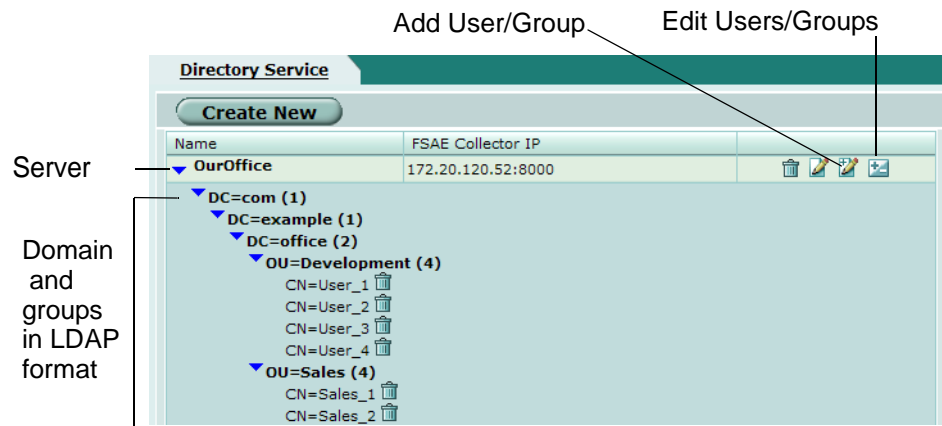 Add User/Group
Edit Users/Groups
Directory Service
Create New
Name
FSAE Collector IP
Server
OurOffice
172.20.120.52:8000
Domain
and
groups
in LDAP
format
DC=com (1)
DC=example (1)
DC=office (2)
OU=Development (4)
CN=User_1
CN=User_2
CN=User_3
CN=User_4
OU=Sales (4)
CN=Sales_1
CN=Sales_2